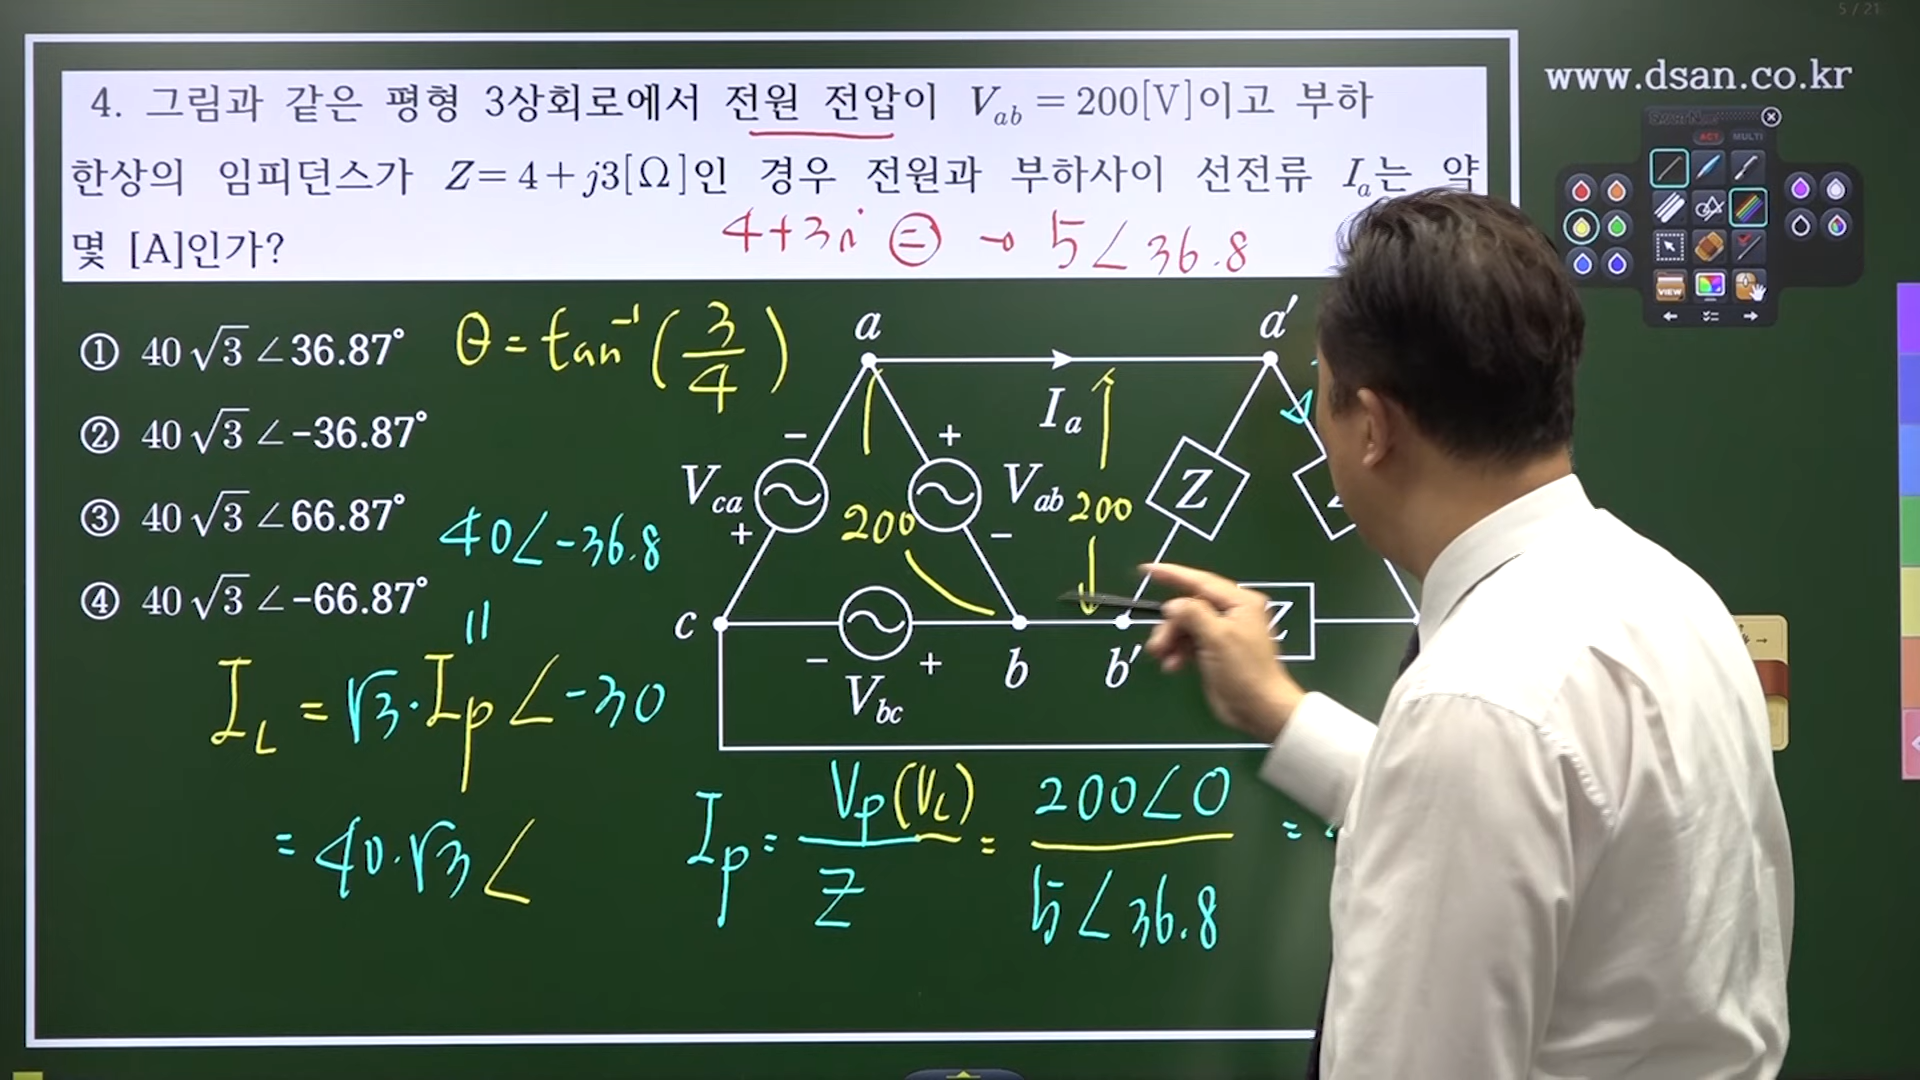 5 / 21
www.dsan.co.kr
ACT MULTI
4. 그림과 같은 평형 3상회로에서 전원 전압이 V_ab = 200[V]이고 부하
한상의 임피던스가 Z = 4 + j3[Ω]인 경우 전원과 부하사이 선전류 I_a는 약
몇 [A]인가?
4+3i ⊜ → 5∠36.8
① 40√3∠36.87°
② 40√3∠-36.87°
③ 40√3∠66.87°
④ 40√3∠-66.87°
θ = tan⁻¹(3/4)
40∠-36.8
=
I_L = √3·I_p∠-30
= 40·√3∠
a
a′
I_a
- +
V_ca
V_ab
200
200
+ -
Z
c
b
b′
Z
- +
V_bc
I_p = V_p(V_L)/Z = 200∠0/5∠36.8 =
VIEW